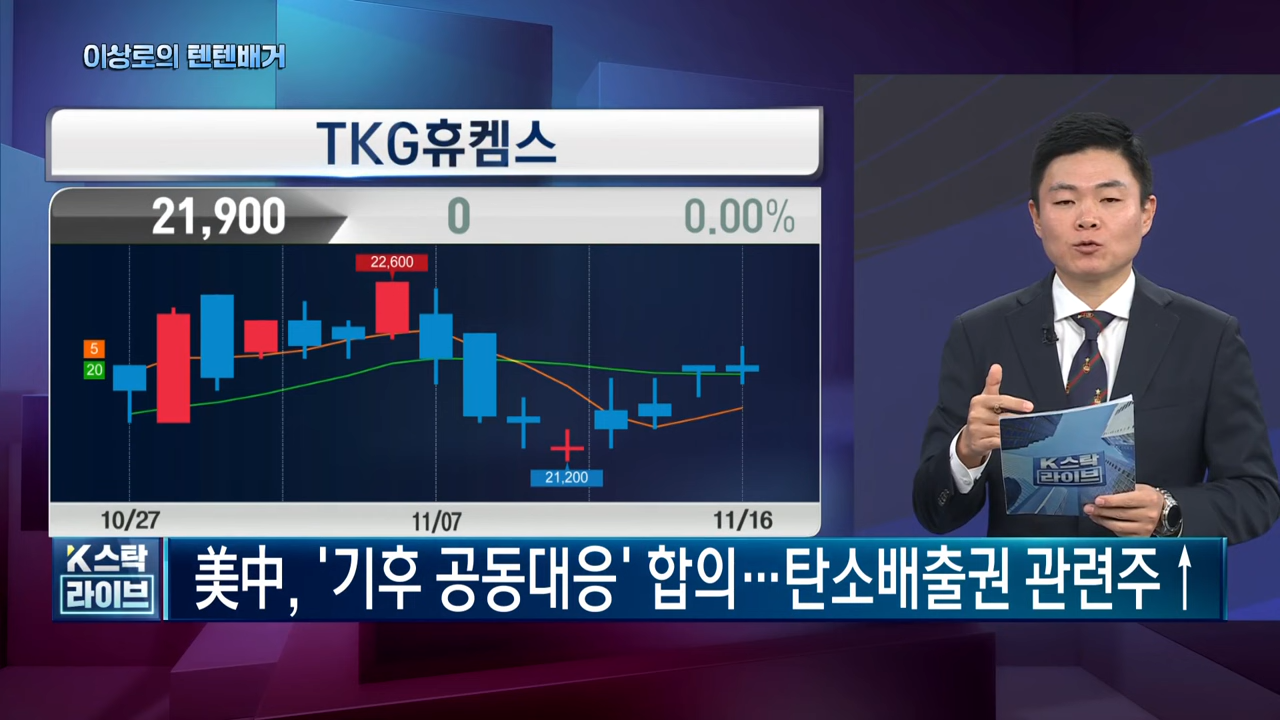 이상로의 텐텐배거
TKG휴켐스
21,900 0 0.00%
22,600
5
20
21,200
10/27 11/07 11/16
K스탁
라이브
K스탁
라이브
美中, '기후 공동대응' 합의…탄소배출권 관련주↑